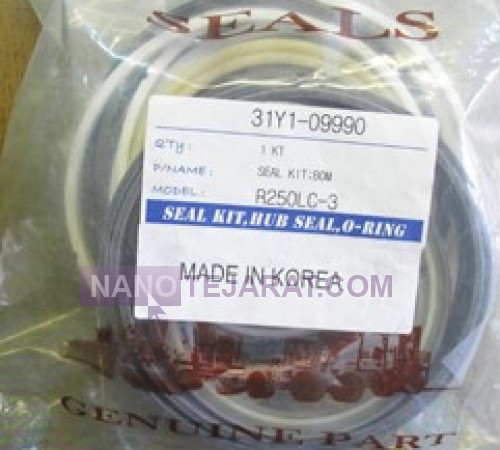 SEALS
31Y1-09990
QTY: 1 KT
P/NAME: SEAL KIT;BOM
MODEL: R250LC-3
SEAL KIT,HUB SEAL,O-RING
MADE IN KOREA
NANOTEJARAT.COM
GENUINE PART